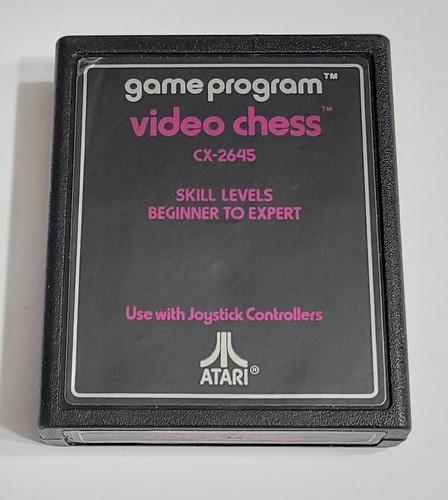 game program™
video chess™
CX-2645
SKILL LEVELS
BEGINNER TO EXPERT
Use with Joystick Controllers
ATARI®